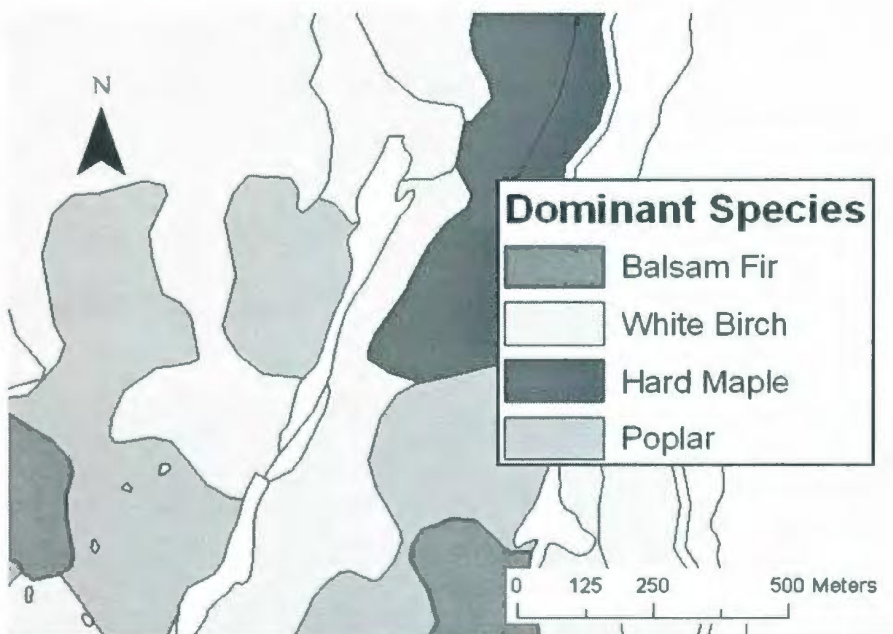 N
Dominant Species
Balsam Fir
White Birch
Hard Maple
Poplar
0 125 250 500 Meters